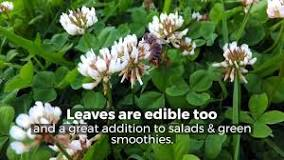 Leaves are edible too
and a great addition to salads & green
smoothies.